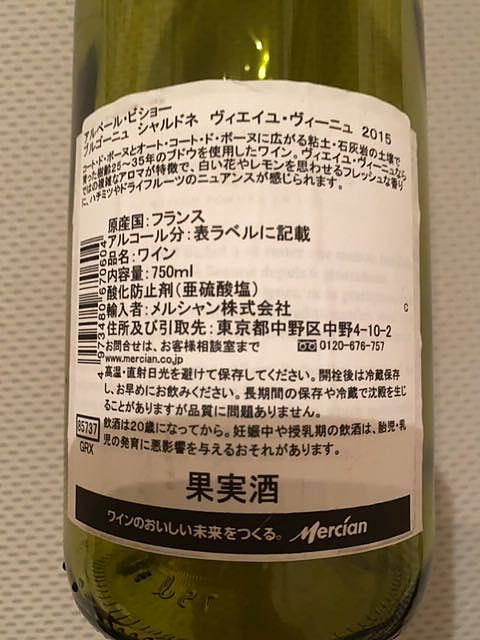 アルベール・ビショー
ブルゴーニュ シャルドネ ヴィエイユ・ヴィーニュ 2015
コート・ド・ボーヌとオート・コート・ド・ボーヌに広がる粘土・石灰岩の土壌で
育った樹齢25〜35年のブドウを使用したワイン。ヴィエイユ・ヴィーニュなら
ではの複雑なアロマが特徴で、白い花やレモンを思わせるフレッシュな香り
に、ハチミツやドライフルーツのニュアンスが感じられます。
原産国:フランス
アルコール分:表ラベルに記載
品名:ワイン
内容量:750ml
酸化防止剤(亜硫酸塩)
輸入者:メルシャン株式会社
住所及び引取先:東京都中野区中野4-10-2
お問合せは、お客様相談室まで 0120-676-757
www.mercian.co.jp
4973480670604
C
高温・直射日光を避けて保存してください。開栓後は冷蔵保存
し、お早めにお飲みください。長期間の保存や冷蔵で沈殿を生じ
ることがありますが品質に問題ありません。
85737
GRX
飲酒は20歳になってから。妊娠中や授乳期の飲酒は、胎児・乳
児の発育に悪影響を与えるおそれがあります。
果実酒
ワインのおいしい未来をつくる。 Mercian